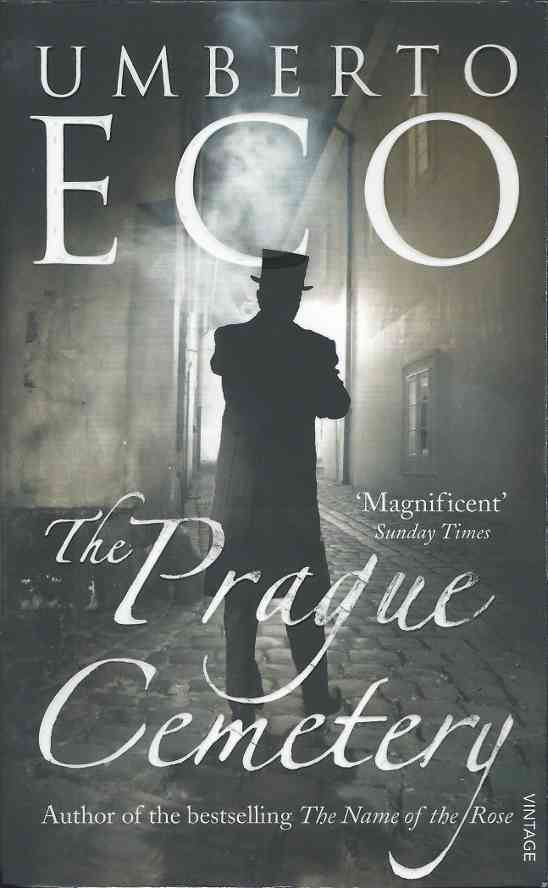 UMBERTO
ECO
'Magnificent'
Sunday Times
The Prague
Cemetery
Author of the bestselling The Name of the Rose
VINTAGE